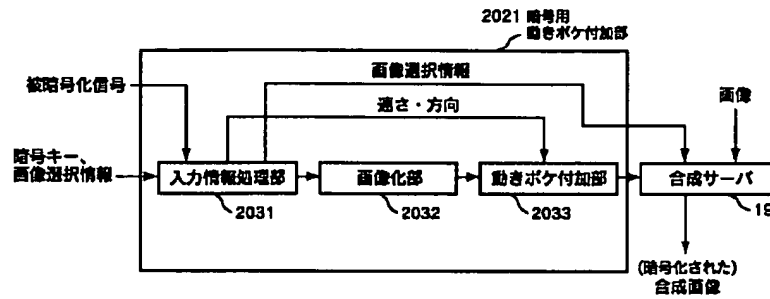 2021 暗号用
動きボケ付加部
画像選択情報
被暗号化信号
速さ・方向
画像
暗号キー、
画像選択情報
入力情報処理部
画像化部
動きボケ付加部
合成サーバ
2031
2032
2033
19
(暗号化された)
合成画像